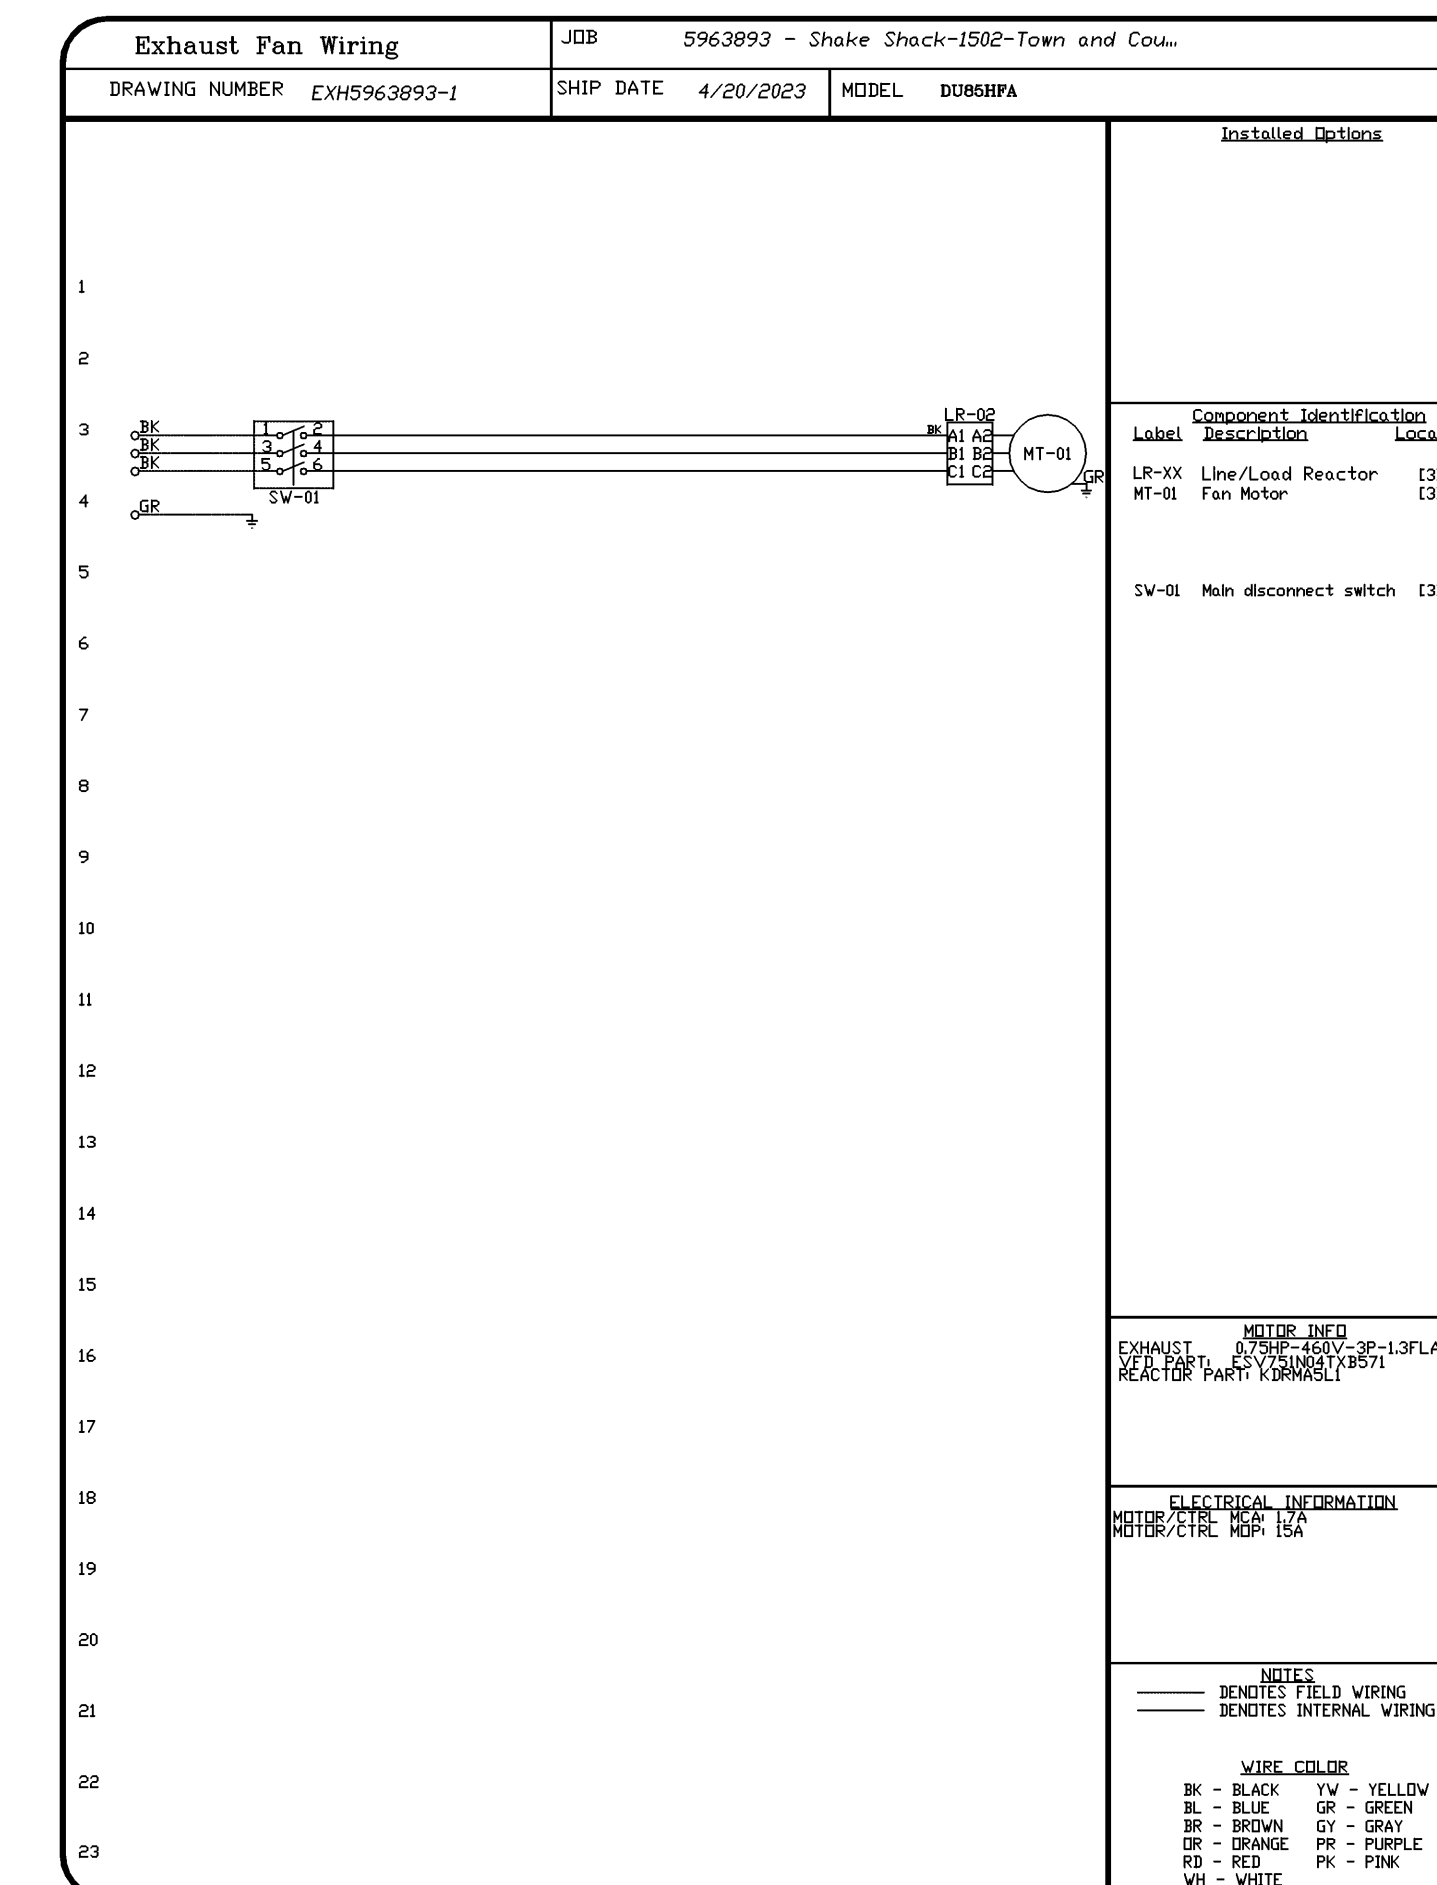 Exhaust Fan Wiring
JOB 5963893 - Shake Shack-1502-Town and Cou...
DRAWING NUMBER EXH5963893-1
SHIP DATE 4/20/2023
MODEL DU85HFA
Installed Options
1
2
3
4
5
6
7
8
9
10
11
12
13
14
15
16
17
18
19
20
21
22
23
BK
BK
BK
GR
1 2
3 4
5 6
SW-01
LR-02
BK
A1 A2
B1 B2
C1 C2
MT-01
GR
Component Identification
Label Description Loca
LR-XX Line/Load Reactor [3
MT-01 Fan Motor [3
SW-01 Main disconnect switch [3
MOTOR INFO
EXHAUST 0.75HP-460V-3P-1.3FLA
VFD PART: ESV751N04TXB571
REACTOR PART: KDRMA5L1
ELECTRICAL INFORMATION
MOTOR/CTRL MCA: 1.7A
MOTOR/CTRL MOP: 15A
NOTES
DENOTES FIELD WIRING
DENOTES INTERNAL WIRING
WIRE COLOR
BK - BLACK YW - YELLOW
BL - BLUE GR - GREEN
BR - BROWN GY - GRAY
OR - ORANGE PR - PURPLE
RD - RED PK - PINK
WH - WHITE